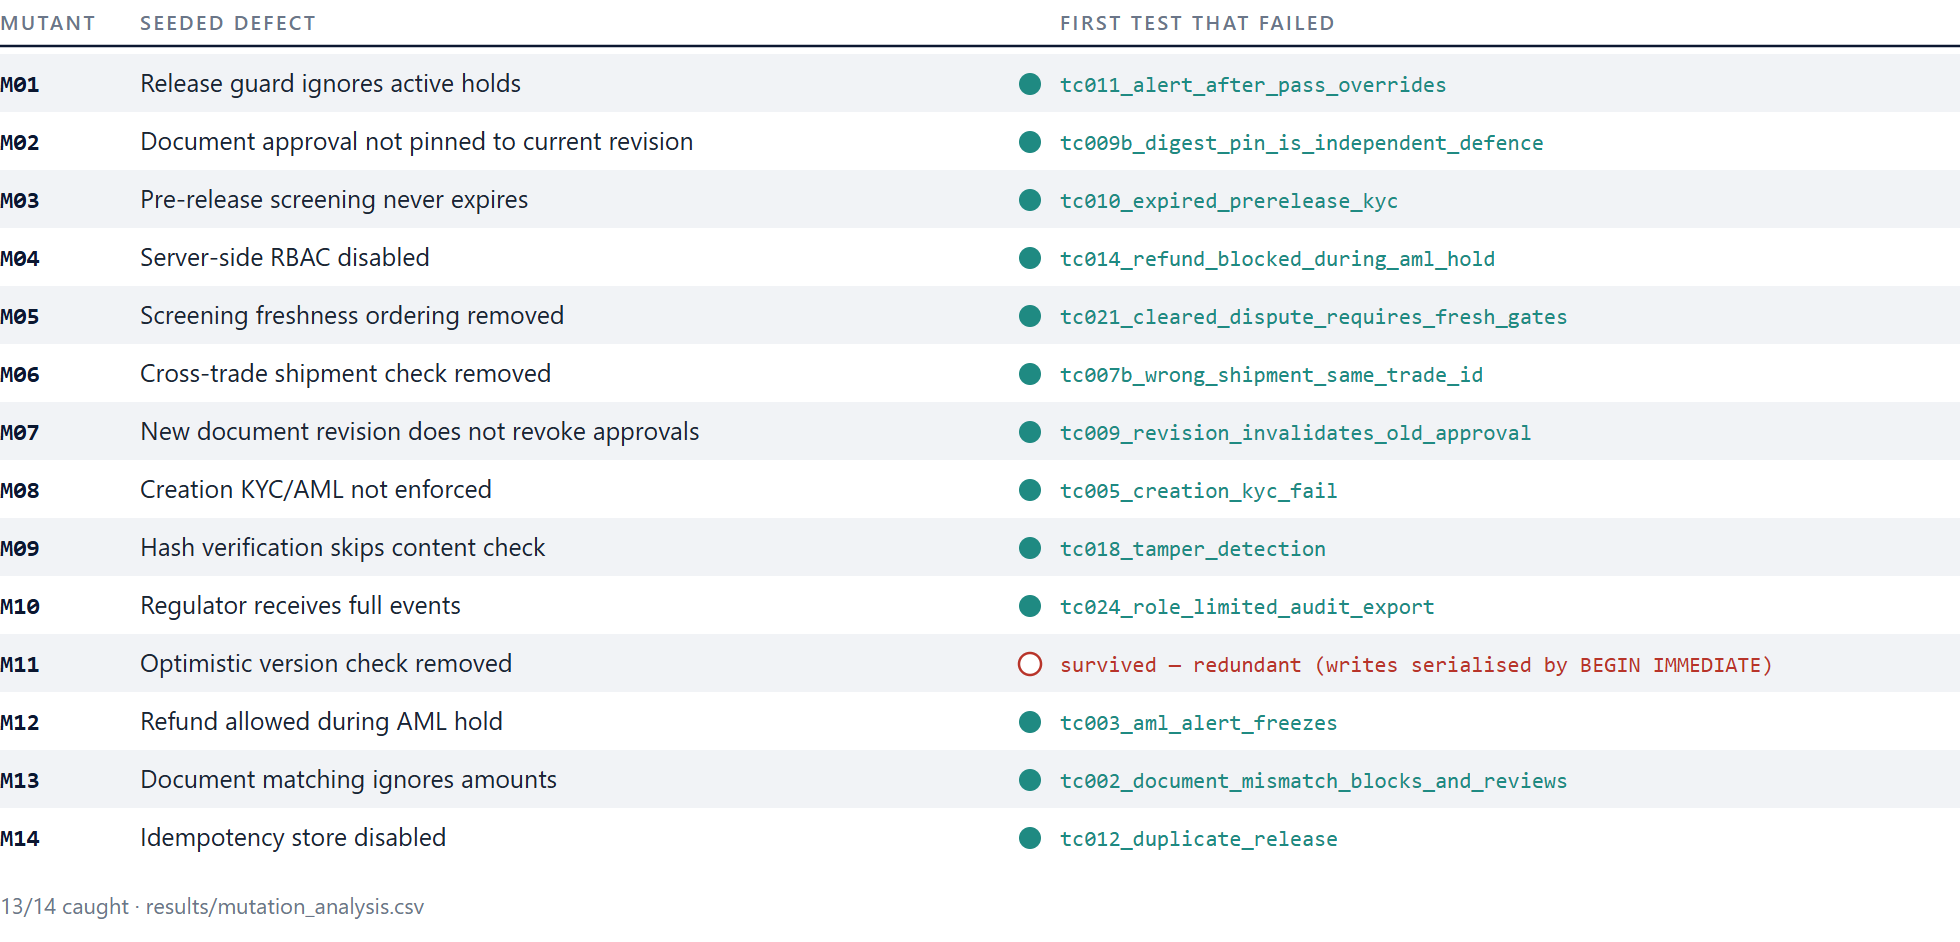 MUTANT SEEDED DEFECT FIRST TEST THAT FAILED
M01 Release guard ignores active holds tc011_alert_after_pass_overrides
M02 Document approval not pinned to current revision tc009b_digest_pin_is_independent_defence
M03 Pre-release screening never expires tc010_expired_prerelease_kyc
M04 Server-side RBAC disabled tc014_refund_blocked_during_aml_hold
M05 Screening freshness ordering removed tc021_cleared_dispute_requires_fresh_gates
M06 Cross-trade shipment check removed tc007b_wrong_shipment_same_trade_id
M07 New document revision does not revoke approvals tc009_revision_invalidates_old_approval
M08 Creation KYC/AML not enforced tc005_creation_kyc_fail
M09 Hash verification skips content check tc018_tamper_detection
M10 Regulator receives full events tc024_role_limited_audit_export
M11 Optimistic version check removed survived — redundant (writes serialised by BEGIN IMMEDIATE)
M12 Refund allowed during AML hold tc003_aml_alert_freezes
M13 Document matching ignores amounts tc002_document_mismatch_blocks_and_reviews
M14 Idempotency store disabled tc012_duplicate_release
13/14 caught · results/mutation_analysis.csv